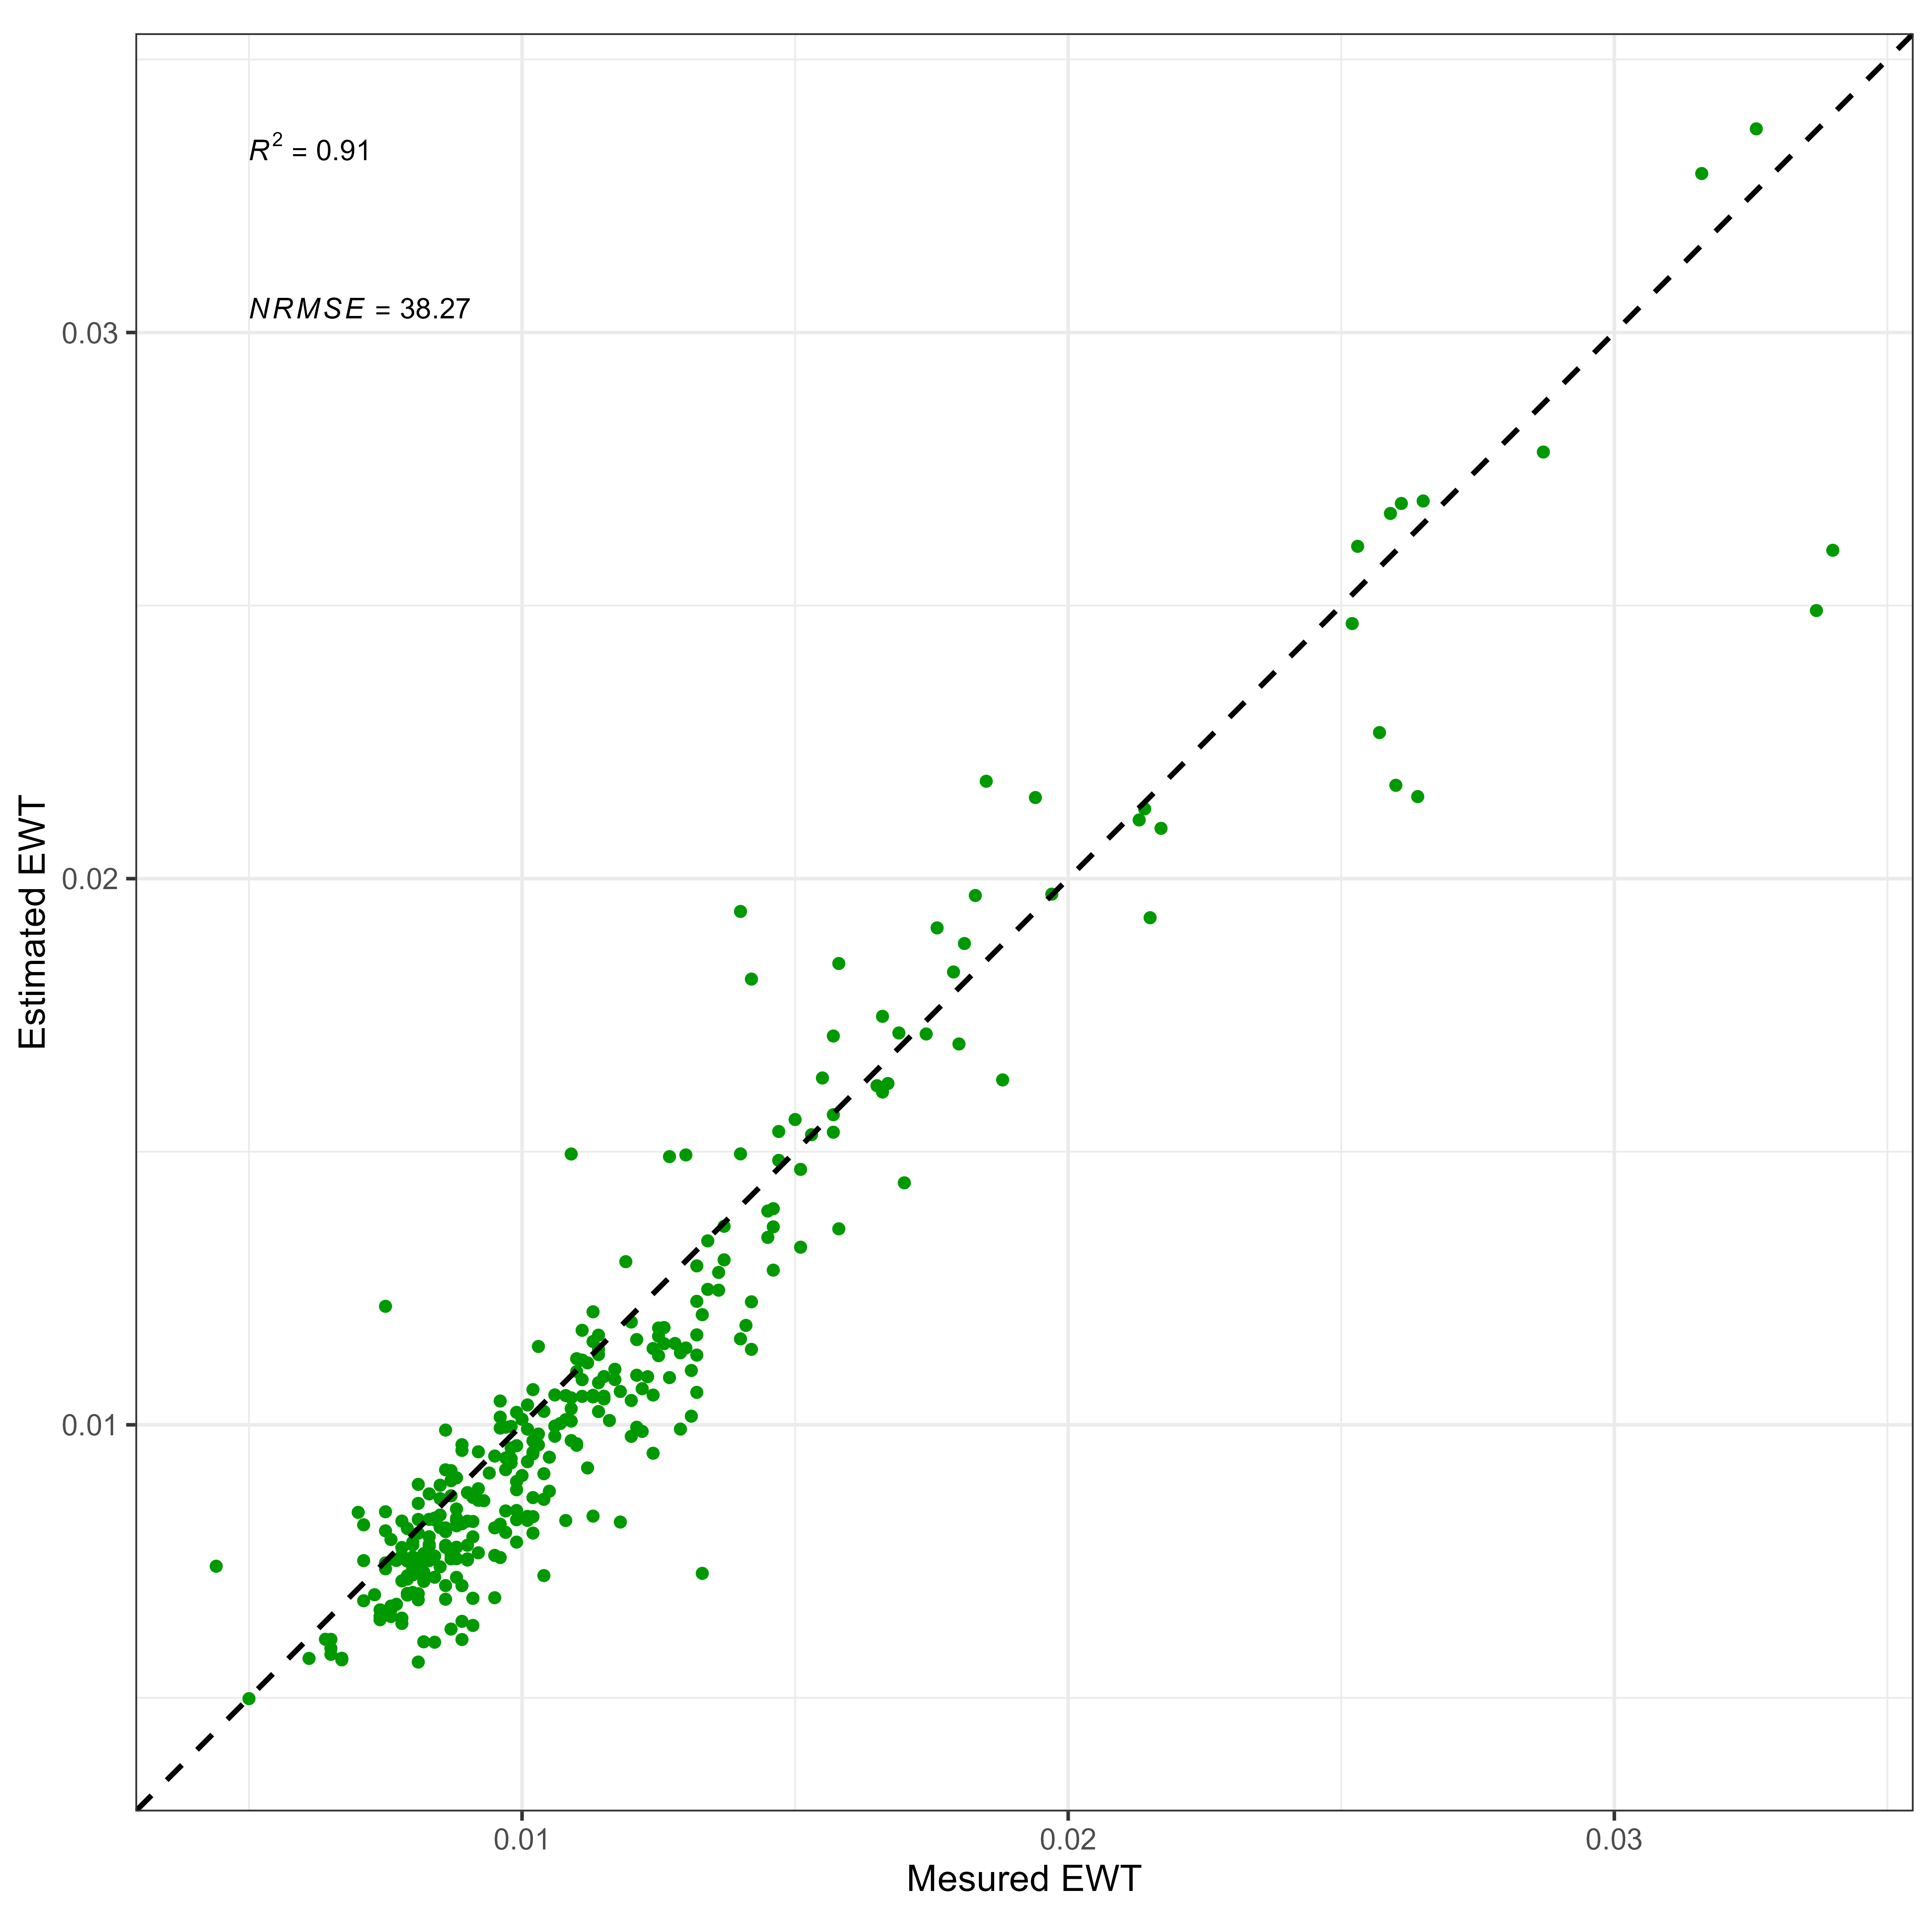 R² = 0.91
NRMSE = 38.27
0.03
0.02
0.01
Estimated EWT
0.01 0.02 0.03
Mesured EWT